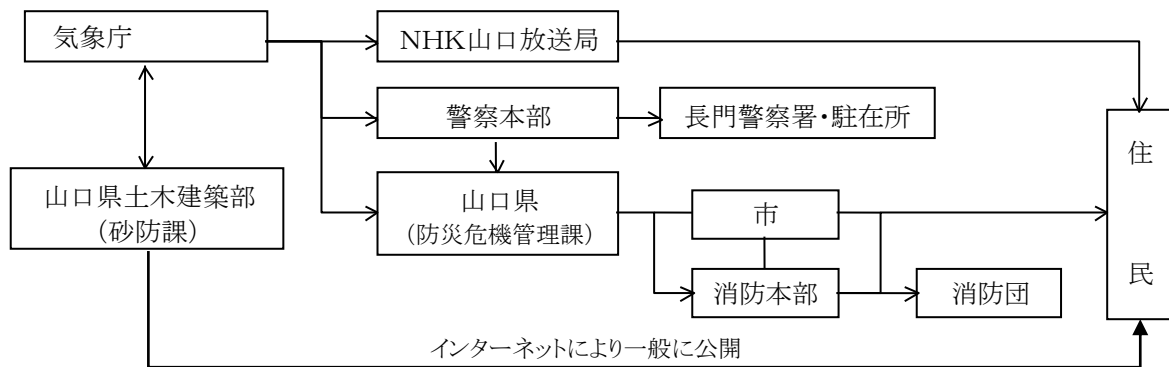 気象庁
NHK山口放送局
警察本部
長門警察署・駐在所
住
民
山口県土木建築部
（砂防課）
山口県
（防災危機管理課）
市
消防本部
消防団
インターネットにより一般に公開